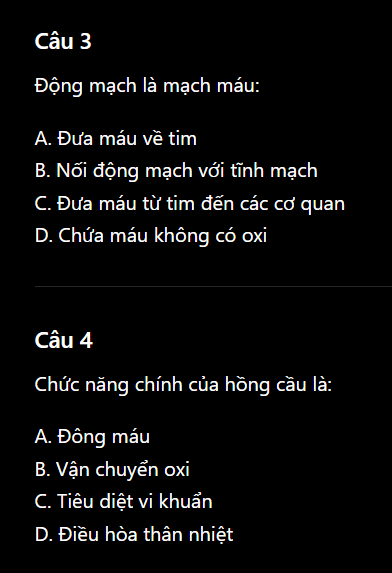 Câu 3
Động mạch là mạch máu:
A. Đưa máu về tim
B. Nối động mạch với tĩnh mạch
C. Đưa máu từ tim đến các cơ quan
D. Chứa máu không có oxi
Câu 4
Chức năng chính của hồng cầu là:
A. Đông máu
B. Vận chuyển oxi
C. Tiêu diệt vi khuẩn
D. Điều hòa thân nhiệt